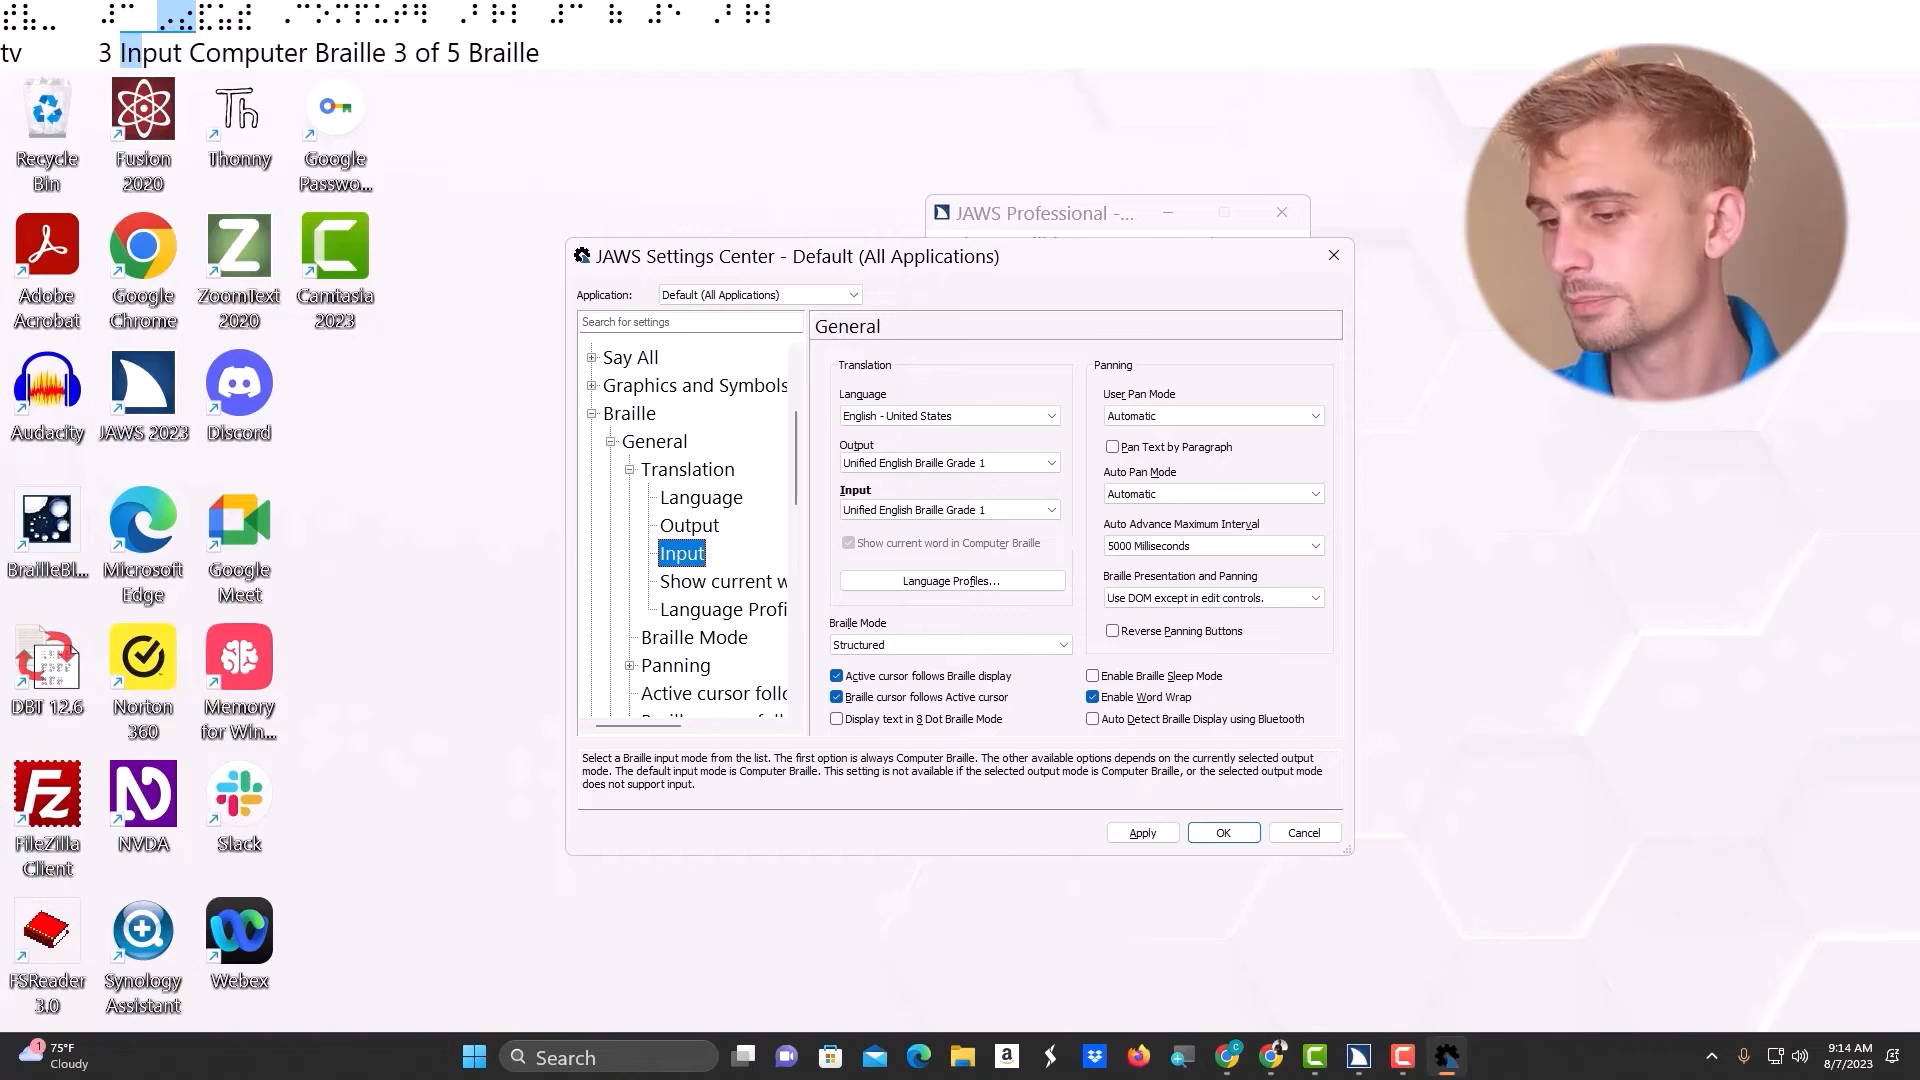 tv 3 Input Computer Braille 3 of 5 Braille
Recycle
Bin
Fusion
2020
Thonny
Google
Passwo...
Adobe
Acrobat
Google
Chrome
ZoomText
2020
Camtasia
2023
Audacity
JAWS 2023
Discord
BrailleBl...
Microsoft
Edge
Google
Meet
DBT 12.6
Norton
360
Memory
for Win...
FileZilla
Client
NVDA
Slack
FSReader
3.0
Synology
Assistant
Webex
JAWS Professional -...
JAWS Settings Center - Default (All Applications)
Application: Default (All Applications)
Search for settings
Say All
Graphics and Symbols
Braille
General
Translation
Language
Output
Input
Show current w
Language Profi
Braille Mode
Panning
Active cursor follo
General
Translation
Language
English - United States
Output
Unified English Braille Grade 1
Input
Unified English Braille Grade 1
Show current word in Computer Braille
Language Profiles...
Braille Mode
Structured
Active cursor follows Braille display
Braille cursor follows Active cursor
Display text in 8 Dot Braille Mode
Panning
User Pan Mode
Automatic
Pan Text by Paragraph
Auto Pan Mode
Automatic
Auto Advance Maximum Interval
5000 Milliseconds
Braille Presentation and Panning
Use DOM except in edit controls.
Reverse Panning Buttons
Enable Braille Sleep Mode
Enable Word Wrap
Auto Detect Braille Display using Bluetooth
Select a Braille input mode from the list. The first option is always Computer Braille. The other available options depends on the currently selected output
mode. The default input mode is Computer Braille. This setting is not available if the selected output mode is Computer Braille, or the selected output mode
does not support input.
Apply
OK
Cancel
1
75°F
Cloudy
Search
9:14 AM
8/7/2023